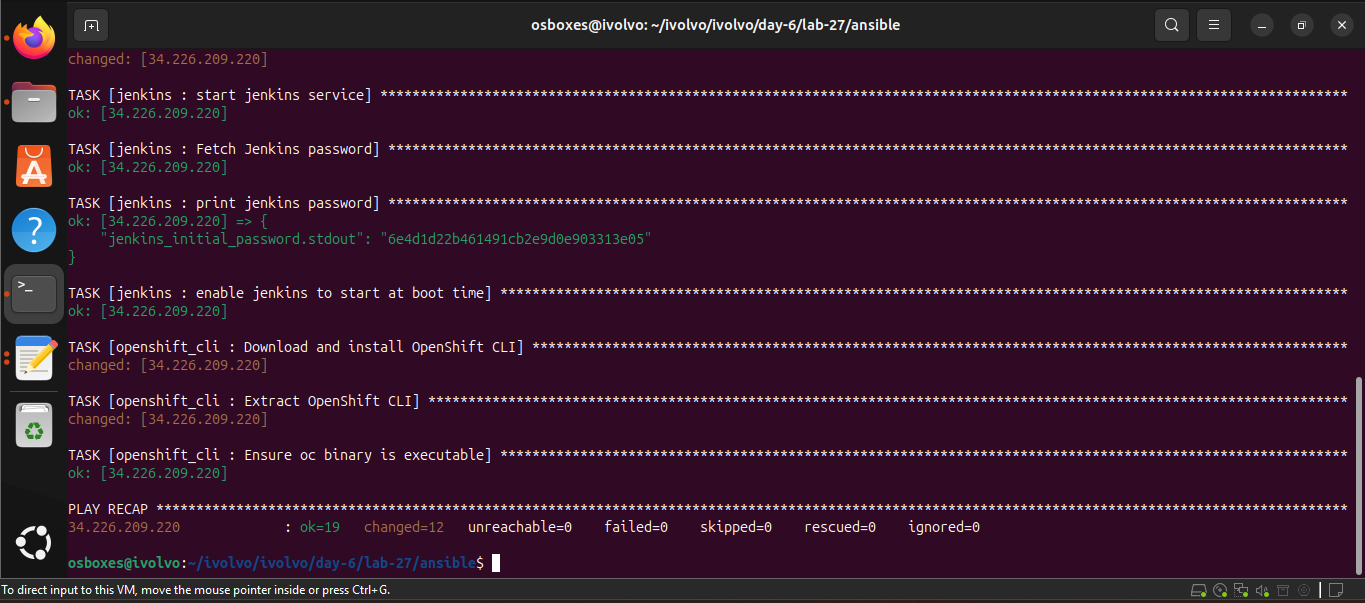 osboxes@ivolvo: ~/ivolvo/ivolvo/day-6/lab-27/ansible
changed: [34.226.209.220]
TASK [jenkins : start jenkins service] *************************************************************************************************************************
ok: [34.226.209.220]
TASK [jenkins : Fetch Jenkins password] ************************************************************************************************************************
ok: [34.226.209.220]
TASK [jenkins : print jenkins password] ************************************************************************************************************************
ok: [34.226.209.220] => {
    "jenkins_initial_password.stdout": "6e4d1d22b461491cb2e9d0e903313e05"
}
TASK [jenkins : enable jenkins to start at boot time] **********************************************************************************************************
ok: [34.226.209.220]
TASK [openshift_cli : Download and install OpenShift CLI] ******************************************************************************************************
changed: [34.226.209.220]
TASK [openshift_cli : Extract OpenShift CLI] *******************************************************************************************************************
changed: [34.226.209.220]
TASK [openshift_cli : Ensure oc binary is executable] **********************************************************************************************************
ok: [34.226.209.220]
PLAY RECAP *****************************************************************************************************************************************************
34.226.209.220             : ok=19   changed=12   unreachable=0    failed=0    skipped=0    rescued=0    ignored=0
osboxes@ivolvo:~/ivolvo/ivolvo/day-6/lab-27/ansible$
To direct input to this VM, move the mouse pointer inside or press Ctrl+G.